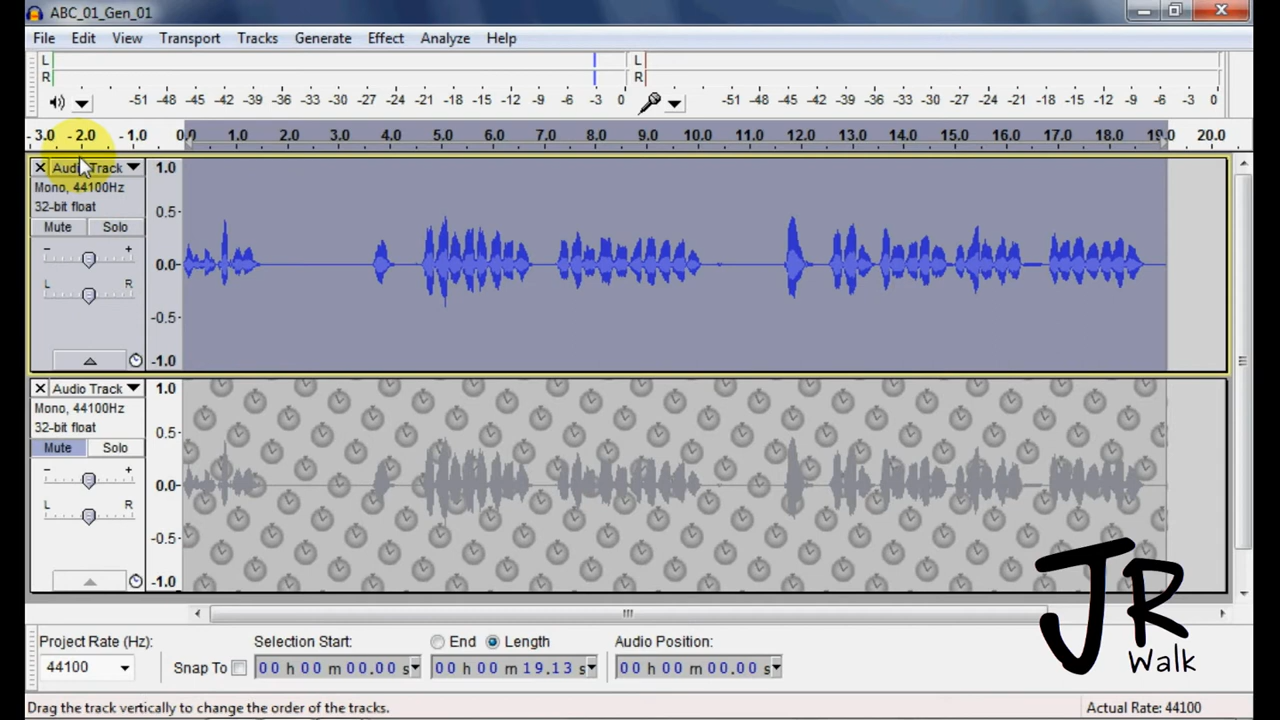 ABC_01_Gen_01
File Edit View Transport Tracks Generate Effect Analyze Help
L L
R R
-51 -48 -45 -42 -39 -36 -33 -30 -27 -24 -21 -18 -15 -12 -9 -6 -3 0 -51 -48 -45 -42 -39 -36 -33 -30 -27 -24 -21 -18 -15 -12 -9 -6 -3 0
- 3.0 - 2.0 - 1.0 0.0 1.0 2.0 3.0 4.0 5.0 6.0 7.0 8.0 9.0 10.0 11.0 12.0 13.0 14.0 15.0 16.0 17.0 18.0 19.0 20.0
Audio Track 1.0
Mono, 44100Hz
32-bit float 0.5
Mute Solo
- + 0.0
L R
-0.5
-1.0
Audio Track 1.0
Mono, 44100Hz
32-bit float 0.5
Mute Solo
- + 0.0
L R
-0.5
-1.0
JR
Walk
Project Rate (Hz): Selection Start: End Length Audio Position:
44100 Snap To 00 h 00 m 00.00 s 00 h 00 m 19.13 s 00 h 00 m 00.00 s
Drag the track vertically to change the order of the tracks. Actual Rate: 44100